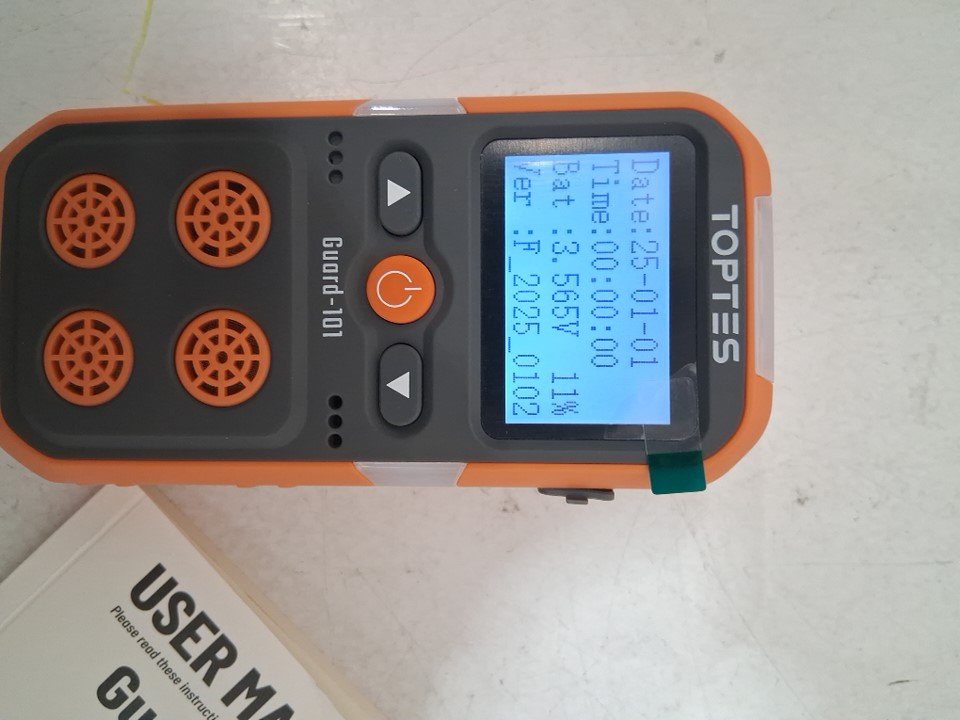 TOPTES
Date:25-01-01
Time:00:00:00
Bat :3.565V 11%
Ver :F_2025_0102
Guard-101
USER MA
Please read these instructi
Gu